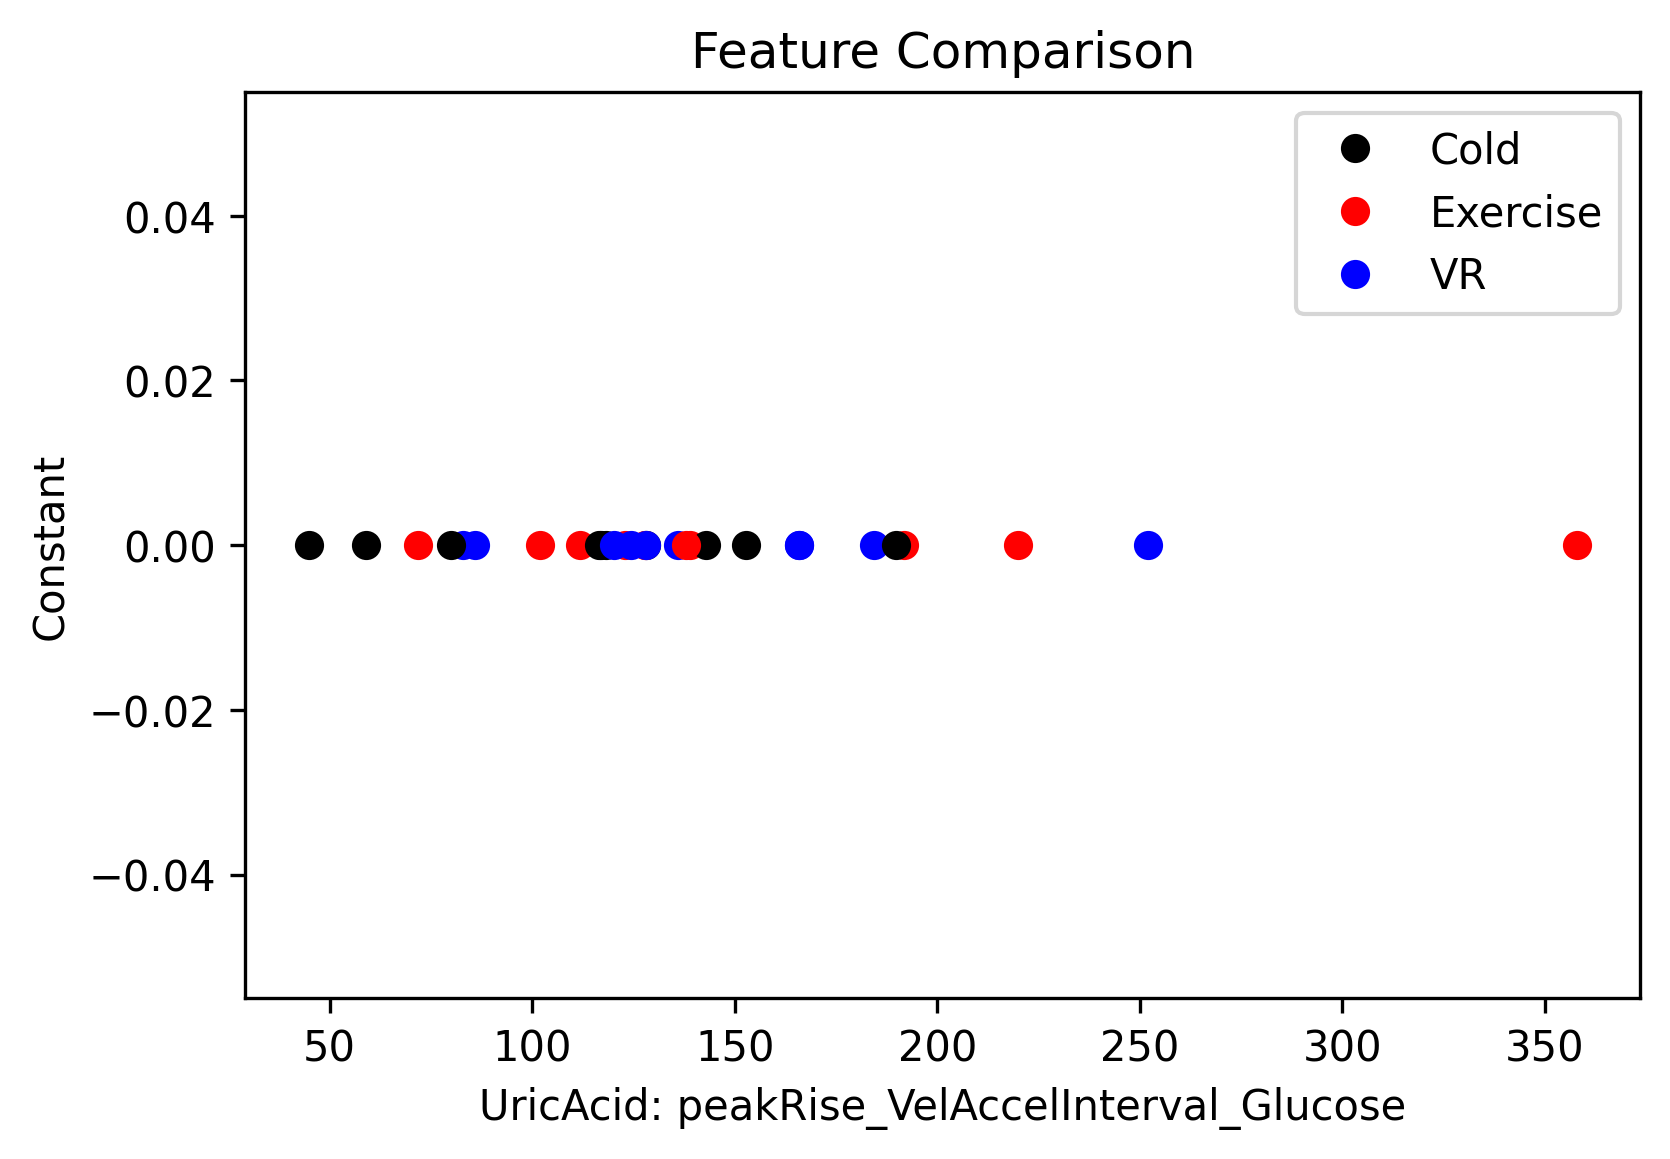 Feature Comparison
Cold
Exercise
VR
0.04
0.02
0.00
−0.02
−0.04
Constant
50 100 150 200 250 300 350
UricAcid: peakRise_VelAccelInterval_Glucose